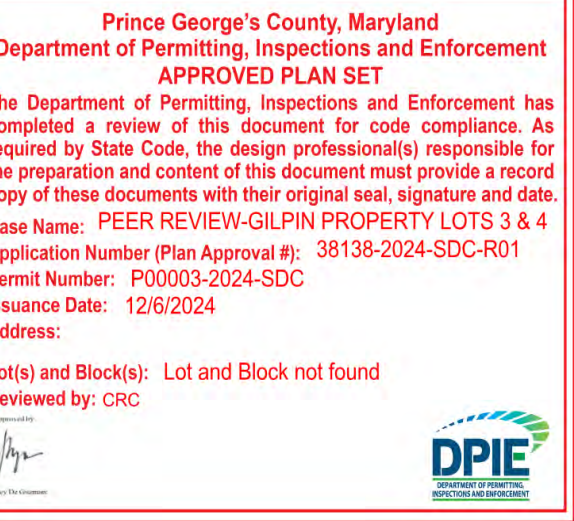 Prince George's County, Maryland
Department of Permitting, Inspections and Enforcement
APPROVED PLAN SET
he Department of Permitting, Inspections and Enforcement has
ompleted a review of this document for code compliance. As
equired by State Code, the design professional(s) responsible for
he preparation and content of this document must provide a record
opy of these documents with their original seal, signature and date.
ase Name: PEER REVIEW-GILPIN PROPERTY LOTS 3 & 4
pplication Number (Plan Approval #): 38138-2024-SDC-R01
ermit Number: P00003-2024-SDC
suance Date: 12/6/2024
ddress:
ot(s) and Block(s): Lot and Block not found
eviewed by: CRC
DPIE
DEPARTMENT OF PERMITTING,
INSPECTIONS AND ENFORCEMENT